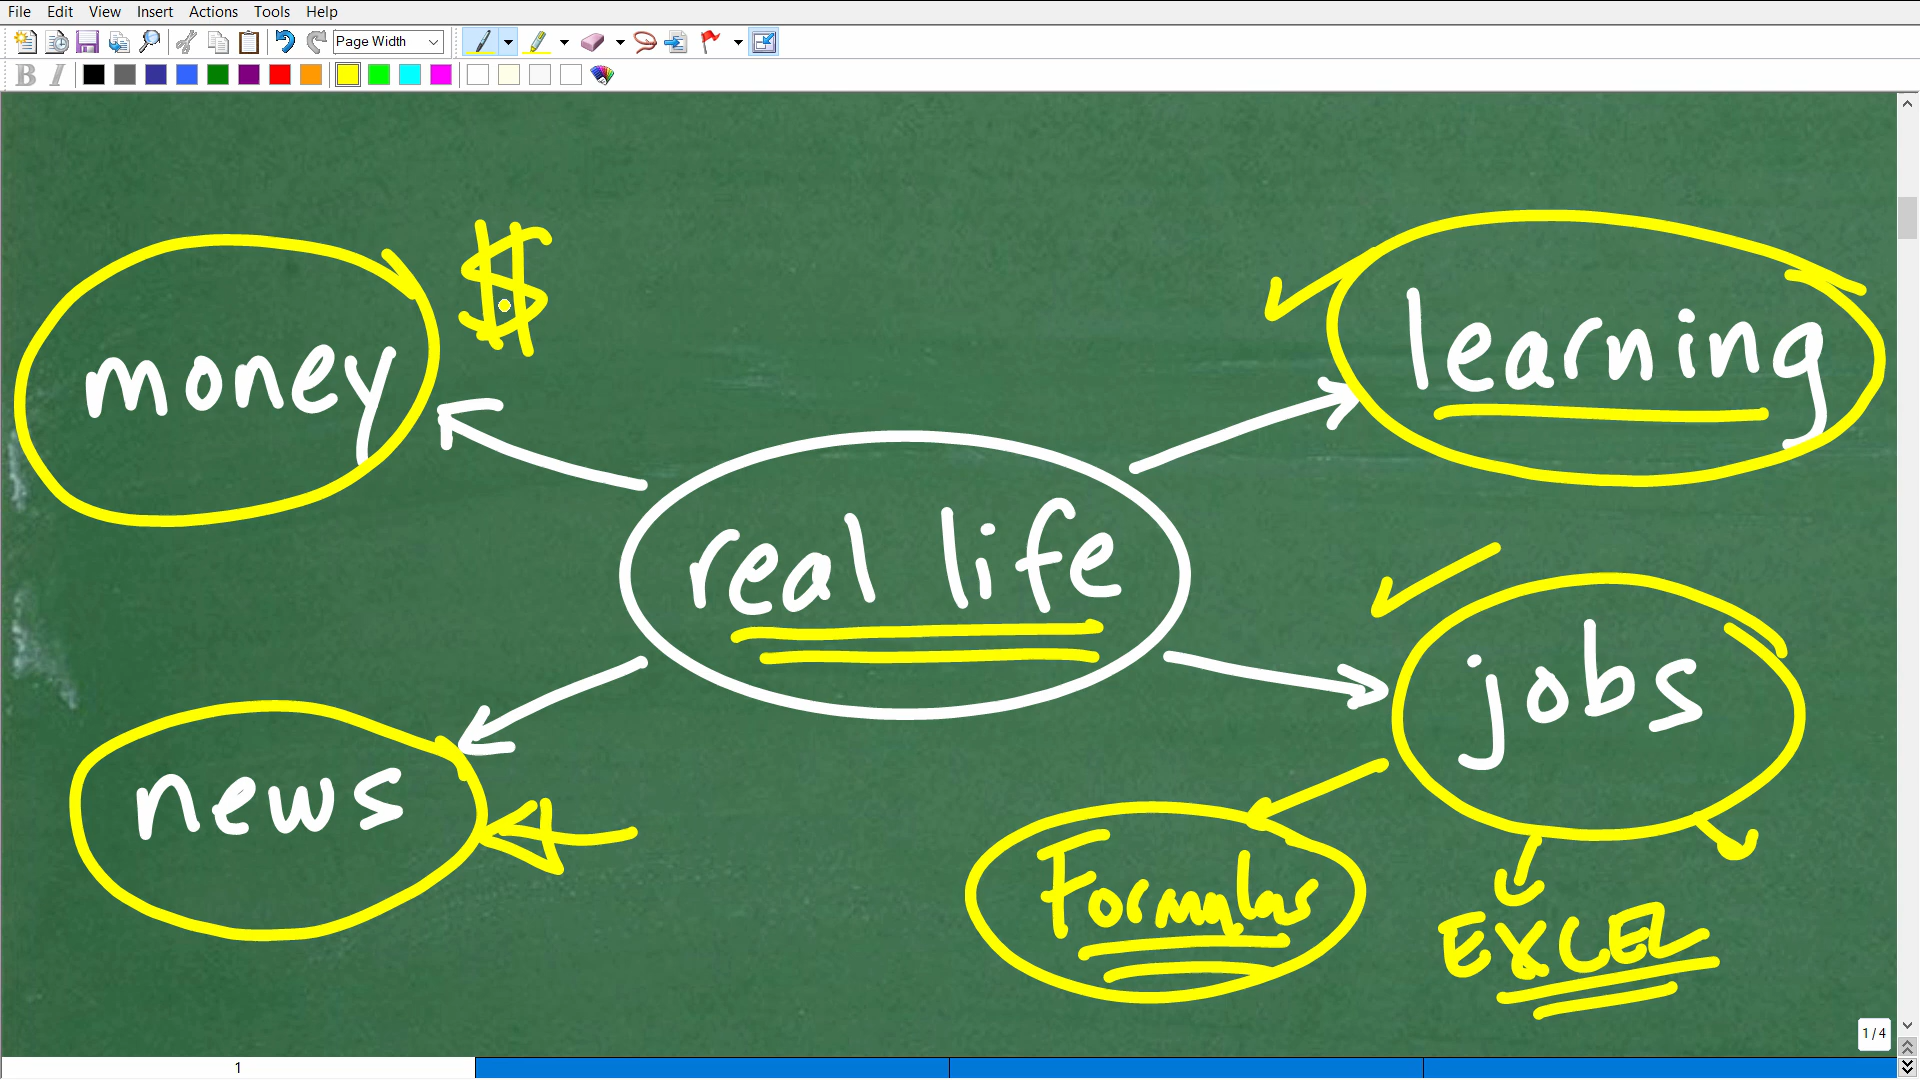 File Edit View Insert Actions Tools Help
Page Width
B I
$
money
learning
real life
jobs
news
Formulas
EXCEL
1 / 4
1